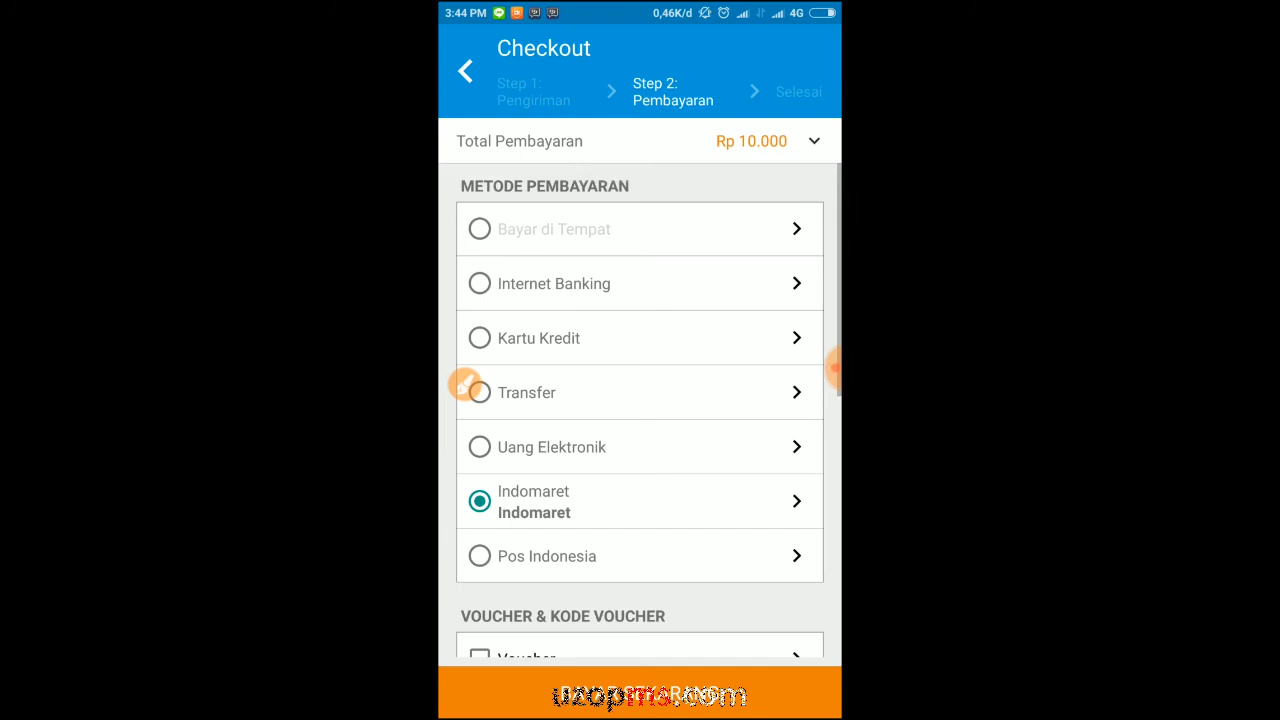 3:44 PM
0,46K/d
4G
Checkout
Step 1:
Pengiriman
Step 2:
Pembayaran
Selesai
Total Pembayaran
Rp 10.000
METODE PEMBAYARAN
Bayar di Tempat
Internet Banking
Kartu Kredit
Transfer
Uang Elektronik
Indomaret
Indomaret
Pos Indonesia
VOUCHER & KODE VOUCHER
Voucher
uzopms.com